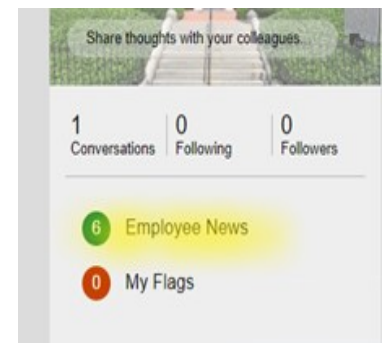 Share thoughts with your colleagues...
1 0 0
Conversations Following Followers
6 Employee News
0 My Flags